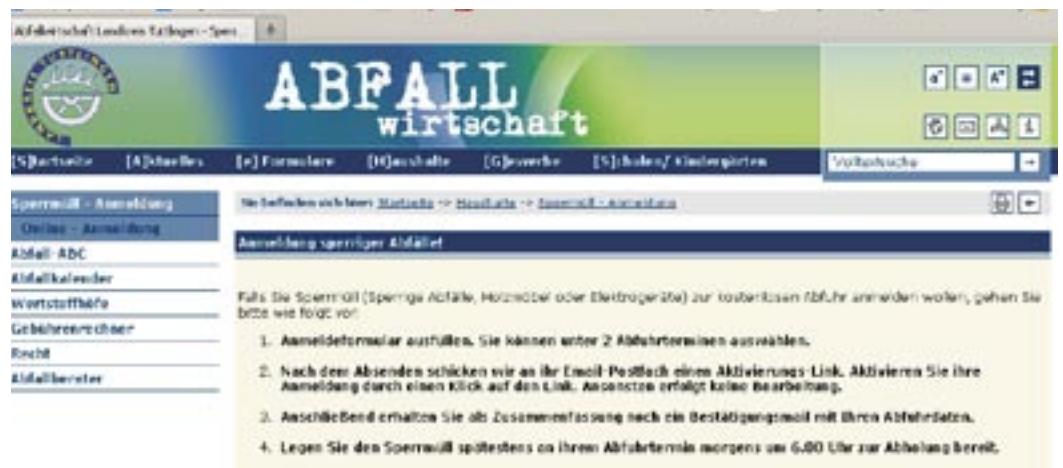 Abfallwirtschaft Landkreis Tuttlingen - Sper...
ABFALL
wirtschaft
[S]tartseite [A]ktuelles [e] Formulare [H]aushalte [G]ewerbe [S]chulen/ Kindergärten
Volltextsuche
Sperrmüll - Anmeldung
Online - Anmeldung
Abfall-ABC
Abfallkalender
Wertstoffhöfe
Gebührenrechner
Recht
Abfallberater
Sie befinden sich hier: Startseite -> Haushalte -> Sperrmüll - Anmeldung
Anmeldung sperriger Abfälle!
Falls Sie Sperrmüll (Sperrige Abfälle, Holzmöbel oder Elektrogeräte) zur kostenlosen Abfuhr anmelden wollen, gehen Sie
bitte wie folgt vor:
1. Anmeldeformular ausfüllen. Sie können unter 2 Abfuhrterminen auswählen.
2. Nach dem Absenden schicken wir an ihr Email-Postfach einen Aktivierungs-Link. Aktivieren Sie ihre
Anmeldung durch einen Klick auf den Link. Ansonsten erfolgt keine Bearbeitung.
3. Anschließend erhalten Sie als Zusammenfassung noch ein Bestätigungsmail mit Ihren Abfuhrdaten.
4. Legen Sie den Sperrmüll spätestens an ihrem Abfuhrtermin morgens um 6.00 Uhr zur Abholung bereit.